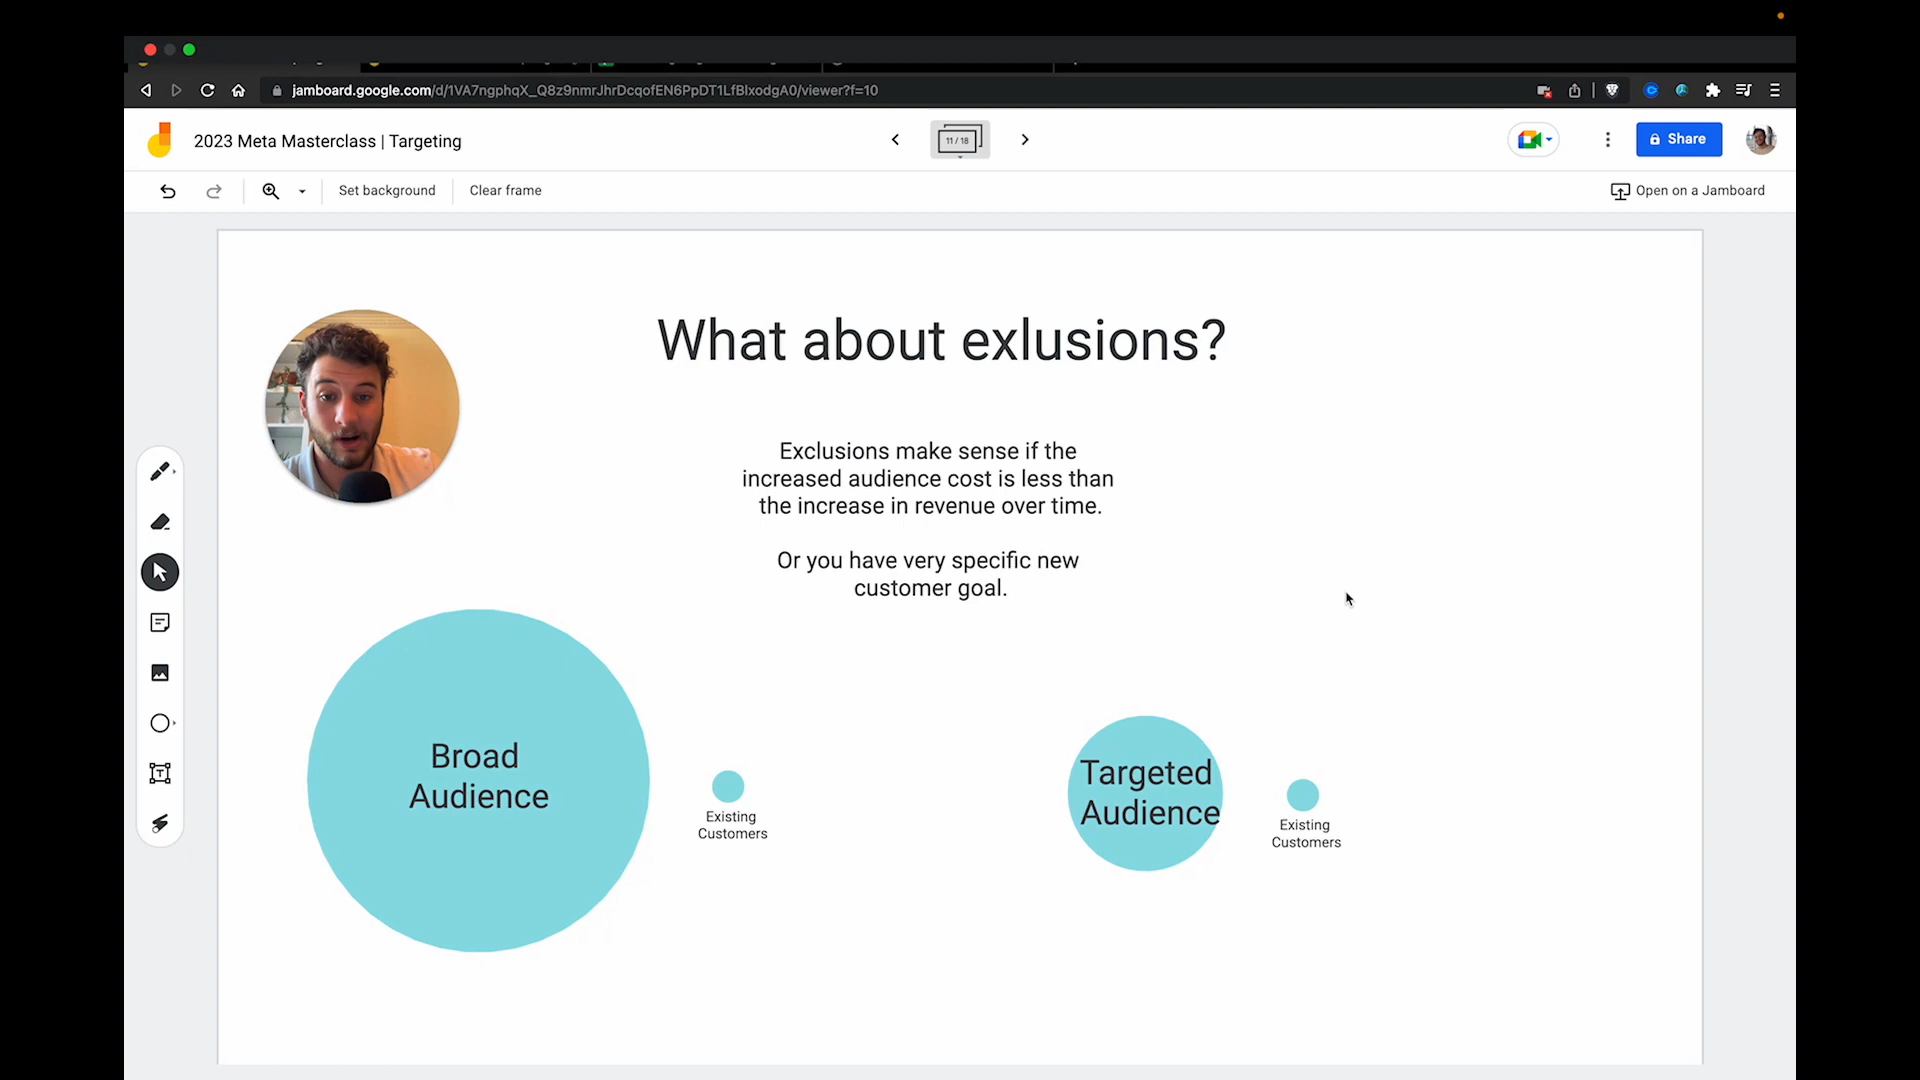 jamboard.google.com/d/1VA7ngphqX_Q8z9nmrJhrDcqofEN6PpDT1LfBlxodgA0/viewer?f=10
2023 Meta Masterclass | Targeting
11 / 18
Share
Set background
Clear frame
Open on a Jamboard
What about exlusions?
Exclusions make sense if the
increased audience cost is less than
the increase in revenue over time.
Or you have very specific new
customer goal.
Broad
Audience
Existing
Customers
Targeted
Audience
Existing
Customers